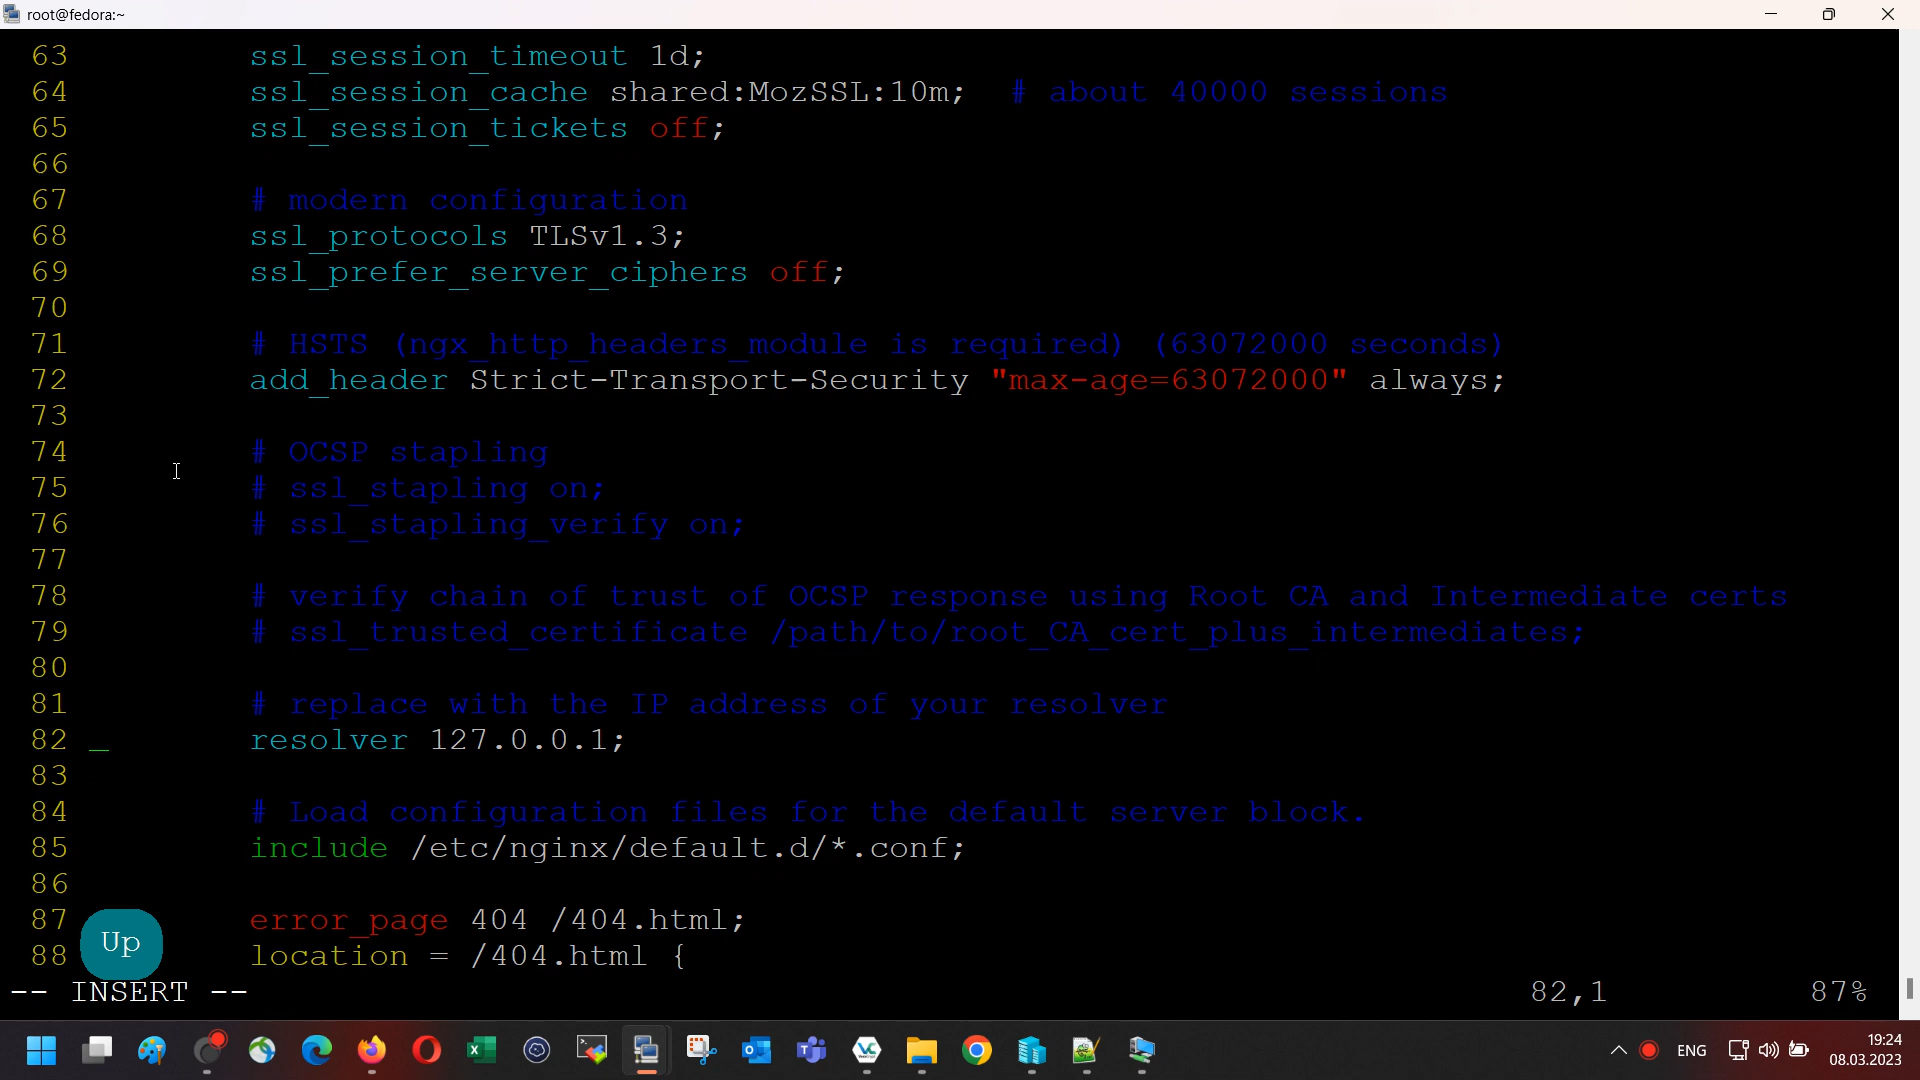 root@fedora:~
63 ssl_session_timeout 1d;
64 ssl_session_cache shared:MozSSL:10m;  # about 40000 sessions
65 ssl_session_tickets off;
66
67 # modern configuration
68 ssl_protocols TLSv1.3;
69 ssl_prefer_server_ciphers off;
70
71 # HSTS (ngx_http_headers_module is required) (63072000 seconds)
72 add_header Strict-Transport-Security "max-age=63072000" always;
73
74 # OCSP stapling
75 # ssl_stapling on;
76 # ssl_stapling_verify on;
77
78 # verify chain of trust of OCSP response using Root CA and Intermediate certs
79 # ssl_trusted_certificate /path/to/root_CA_cert_plus_intermediates;
80
81 # replace with the IP address of your resolver
82 resolver 127.0.0.1;
83
84 # Load configuration files for the default server block.
85 include /etc/nginx/default.d/*.conf;
86
87 error_page 404 /404.html;
88 location = /404.html {
Up
-- INSERT -- 82,1 87%
ENG
19:24
08.03.2023